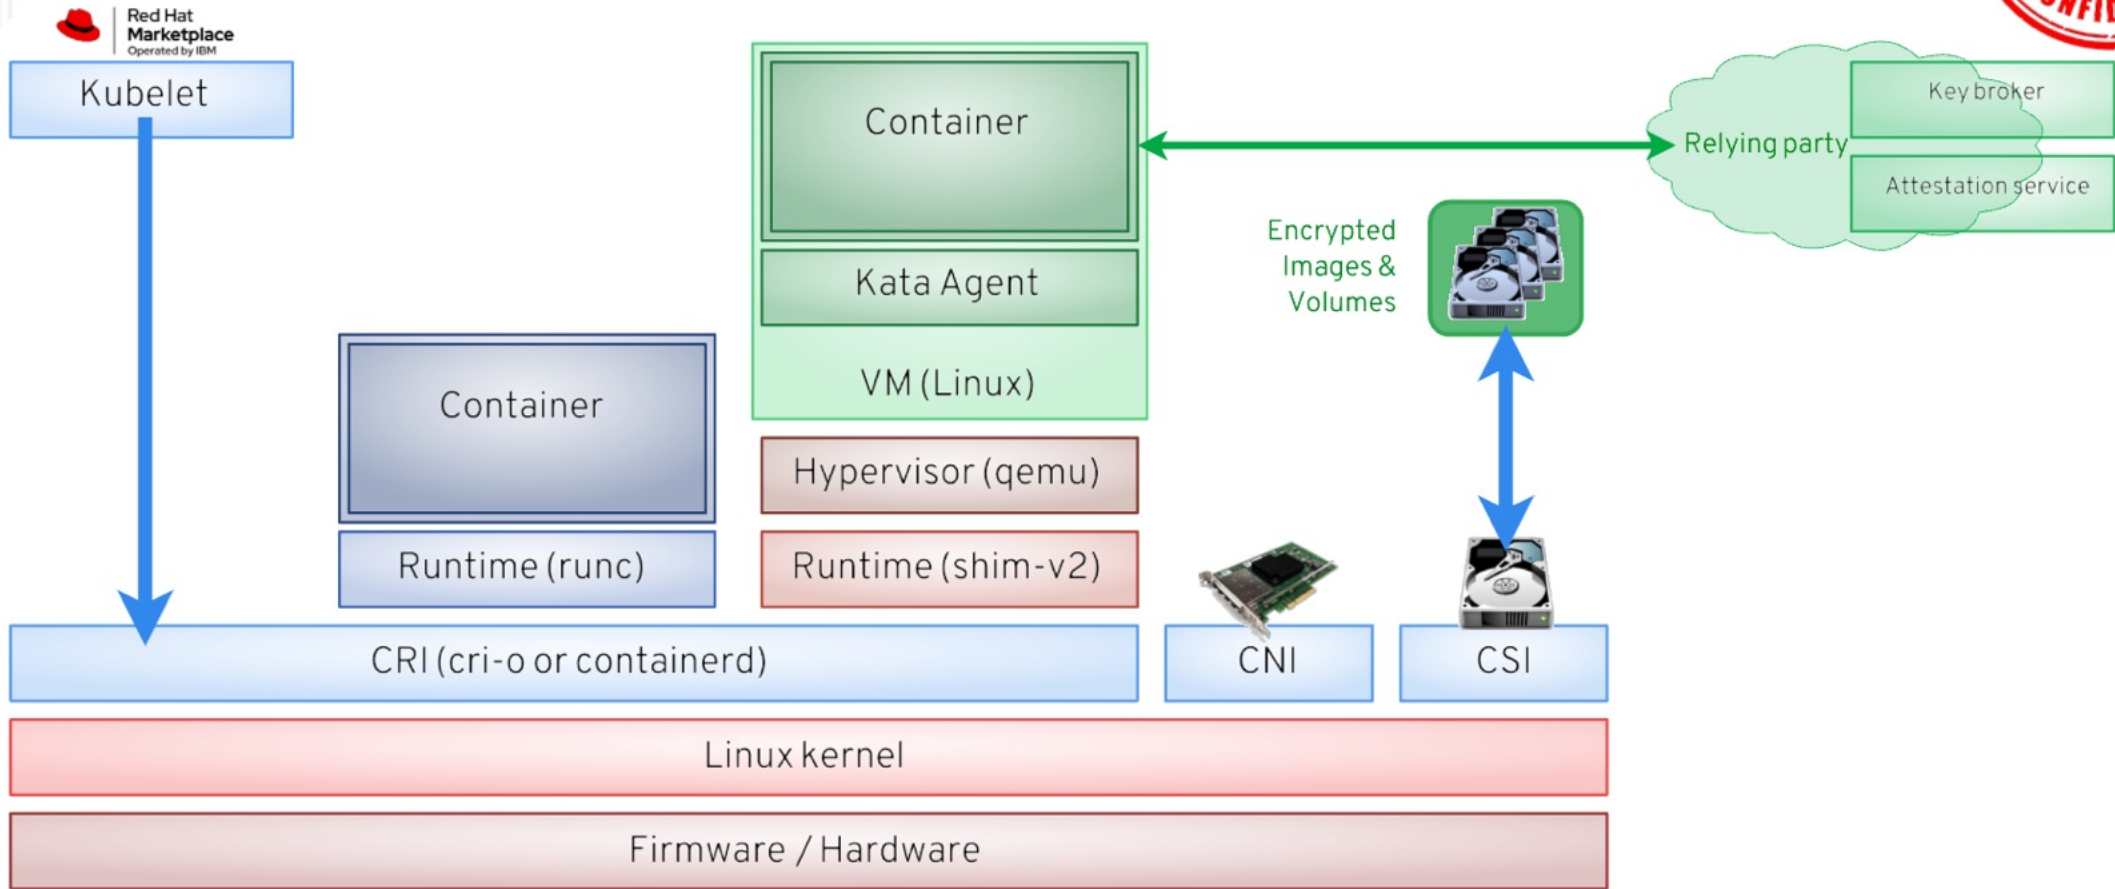 Red Hat
Marketplace
Operated by IBM
Kubelet
Container
Key broker
Relying party
Attestation service
Encrypted
Images &
Volumes
Kata Agent
VM (Linux)
Container
Hypervisor (qemu)
Runtime (runc)
Runtime (shim-v2)
CRI (cri-o or containerd)
CNI
CSI
Linux kernel
Firmware / Hardware